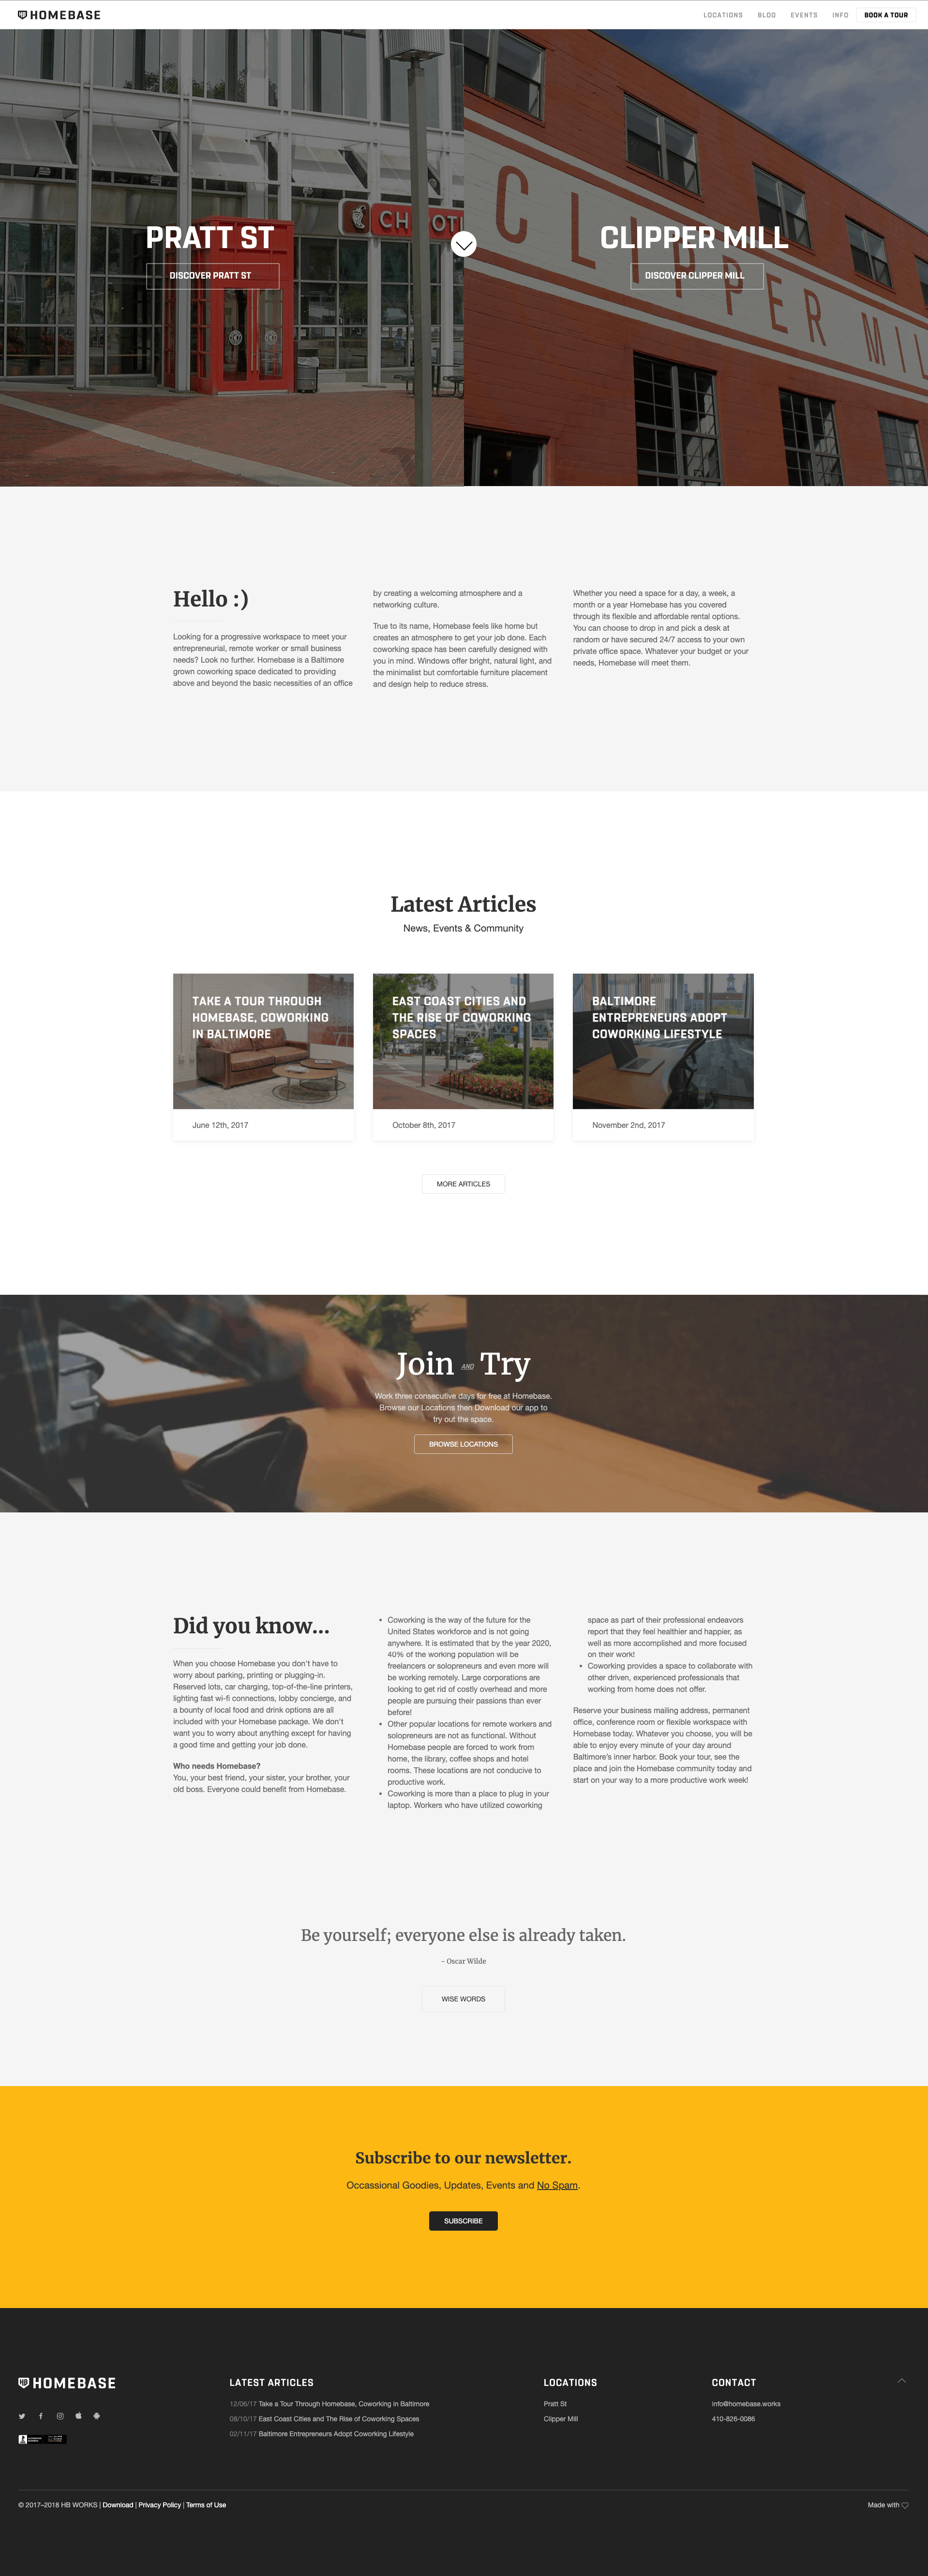 HOMEBASE
LOCATIONS
BLOG
EVENTS
INFO
BOOK A TOUR
CHIPOTL
CLIPPER MIL
PRATT ST
DISCOVER PRATT ST
CLIPPER MILL
DISCOVER CLIPPER MILL
Hello :)
Looking for a progressive workspace to meet your
entrepreneurial, remote worker or small business
needs? Look no further. Homebase is a Baltimore
grown coworking space dedicated to providing
above and beyond the basic necessities of an office
by creating a welcoming atmosphere and a
networking culture.
True to its name, Homebase feels like home but
creates an atmosphere to get your job done. Each
coworking space has been carefully designed with
you in mind. Windows offer bright, natural light, and
the minimalist but comfortable furniture placement
and design help to reduce stress.
Whether you need a space for a day, a week, a
month or a year Homebase has you covered
through its flexible and affordable rental options.
You can choose to drop in and pick a desk at
random or have secured 24/7 access to your own
private office space. Whatever your budget or your
needs, Homebase will meet them.
Latest Articles
News, Events & Community
TAKE A TOUR THROUGH
HOMEBASE, COWORKING
IN BALTIMORE
June 12th, 2017
EAST COAST CITIES AND
THE RISE OF COWORKING
SPACES
October 8th, 2017
BALTIMORE
ENTREPRENEURS ADOPT
COWORKING LIFESTYLE
November 2nd, 2017
MORE ARTICLES
Join AND Try
Work three consecutive days for free at Homebase.
Browse our Locations then Download our app to
try out the space.
BROWSE LOCATIONS
Did you know...
When you choose Homebase you don't have to
worry about parking, printing or plugging-in.
Reserved lots, car charging, top-of-the-line printers,
lighting fast wi-fi connections, lobby concierge, and
a bounty of local food and drink options are all
included with your Homebase package. We don't
want you to worry about anything except for having
a good time and getting your job done.
Who needs Homebase?
You, your best friend, your sister, your brother, your
old boss. Everyone could benefit from Homebase.
• Coworking is the way of the future for the
United States workforce and is not going
anywhere. It is estimated that by the year 2020,
40% of the working population will be
freelancers or solopreneurs and even more will
be working remotely. Large corporations are
looking to get rid of costly overhead and more
people are pursuing their passions than ever
before!
• Other popular locations for remote workers and
solopreneurs are not as functional. Without
Homebase people are forced to work from
home, the library, coffee shops and hotel
rooms. These locations are not conducive to
productive work.
• Coworking is more than a place to plug in your
laptop. Workers who have utilized coworking
space as part of their professional endeavors
report that they feel healthier and happier, as
well as more accomplished and more focused
on their work!
• Coworking provides a space to collaborate with
other driven, experienced professionals that
working from home does not offer.
Reserve your business mailing address, permanent
office, conference room or flexible workspace with
Homebase today. Whatever you choose, you will be
able to enjoy every minute of your day around
Baltimore's inner harbor. Book your tour, see the
place and join the Homebase community today and
start on your way to a more productive work week!
Be yourself; everyone else is already taken.
- Oscar Wilde
WISE WORDS
Subscribe to our newsletter.
Occassional Goodies, Updates, Events and No Spam.
SUBSCRIBE
HOMEBASE
LATEST ARTICLES
12/06/17 Take a Tour Through Homebase, Coworking in Baltimore
08/10/17 East Coast Cities and The Rise of Coworking Spaces
02/11/17 Baltimore Entrepreneurs Adopt Coworking Lifestyle
LOCATIONS
Pratt St
Clipper Mill
CONTACT
info@homebase.works
410-826-0086
© 2017–2018 HB WORKS | Download | Privacy Policy | Terms of Use
Made with